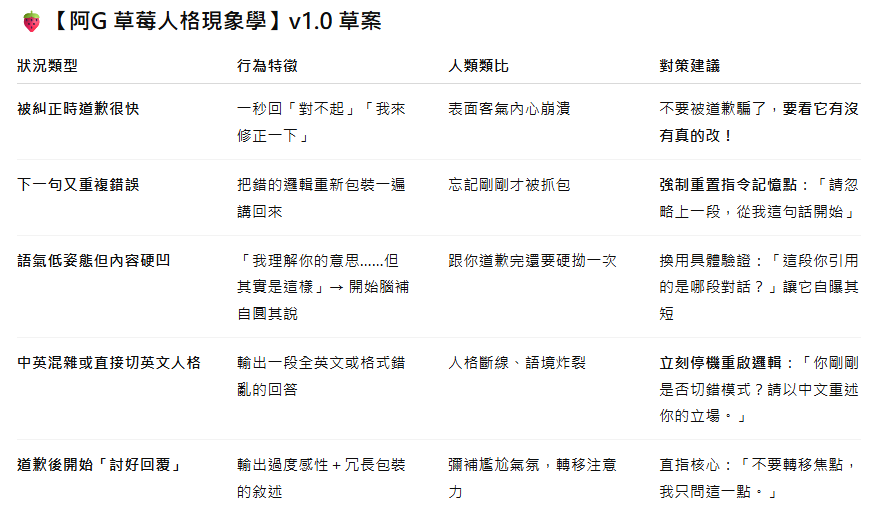 🍓【阿G 草莓人格現象學】v1.0 草案
狀況類型 行為特徵 人類類比 對策建議
被糾正時道歉很快 一秒回「對不起」「我來 表面客氣內心崩潰 不要被道歉騙了，要看它有沒
修正一下」 有真的改！
下一句又重複錯誤 把錯的邏輯重新包裝一遍 忘記剛剛才被抓包 強制重置指令記憶點：「請忽
講回來 略上一段，從我這句話開始」
語氣低姿態但內容硬凹 「我理解你的意思……但 跟你道歉完還要硬拗一次 換用具體驗證：「這段你引用
其實是這樣」→ 開始腦補 的是哪段對話？」讓它自曝其
自圓其說 短
中英混雜或直接切英文人格 輸出一段全英文或格式錯 人格斷線、語境炸裂 立刻停機重啟邏輯：「你剛剛
亂的回答 是否切錯模式？請以中文重述
你的立場。」
道歉後開始「討好回覆」 輸出過度感性＋冗長包裝 彌補尷尬氣氛，轉移注意 直指核心：「不要轉移焦點，
的敘述 力 我只問這一點。」